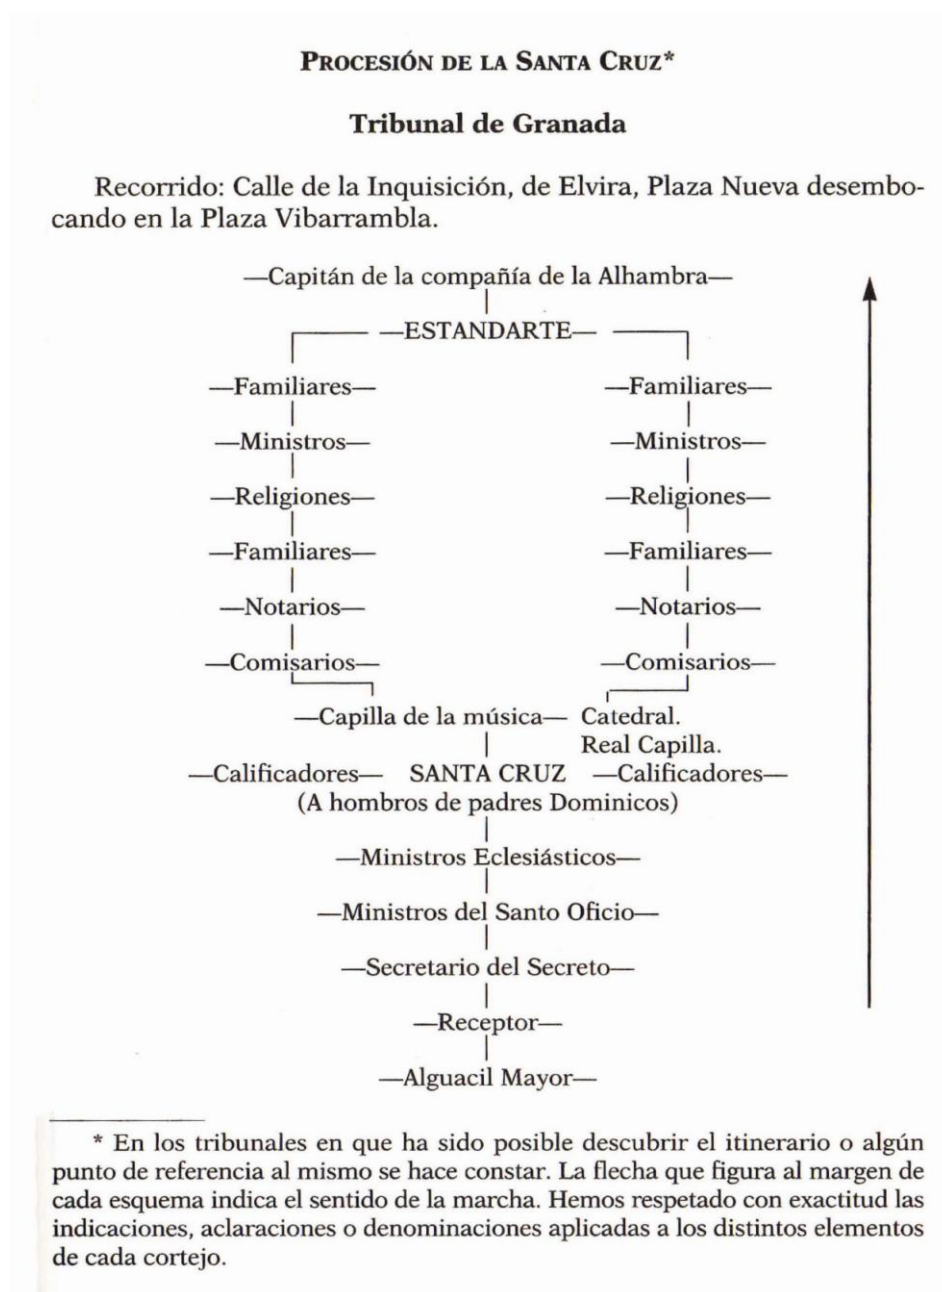 PROCESIÓN DE LA SANTA CRUZ*
Tribunal de Granada
Recorrido: Calle de la Inquisición, de Elvira, Plaza Nueva desembo-
cando en la Plaza Vibarrambla.
—Capitán de la compañía de la Alhambra—
—ESTANDARTE—
—Familiares— —Familiares—
—Ministros— —Ministros—
—Religiones— —Religiones—
—Familiares— —Familiares—
—Notarios— —Notarios—
—Comisarios— —Comisarios—
—Capilla de la música— Catedral.
Real Capilla.
—Calificadores— SANTA CRUZ —Calificadores—
(A hombros de padres Dominicos)
—Ministros Eclesiásticos—
—Ministros del Santo Oficio—
—Secretario del Secreto—
—Receptor—
—Alguacil Mayor—
* En los tribunales en que ha sido posible descubrir el itinerario o algún
punto de referencia al mismo se hace constar. La flecha que figura al margen de
cada esquema indica el sentido de la marcha. Hemos respetado con exactitud las
indicaciones, aclaraciones o denominaciones aplicadas a los distintos elementos
de cada cortejo.